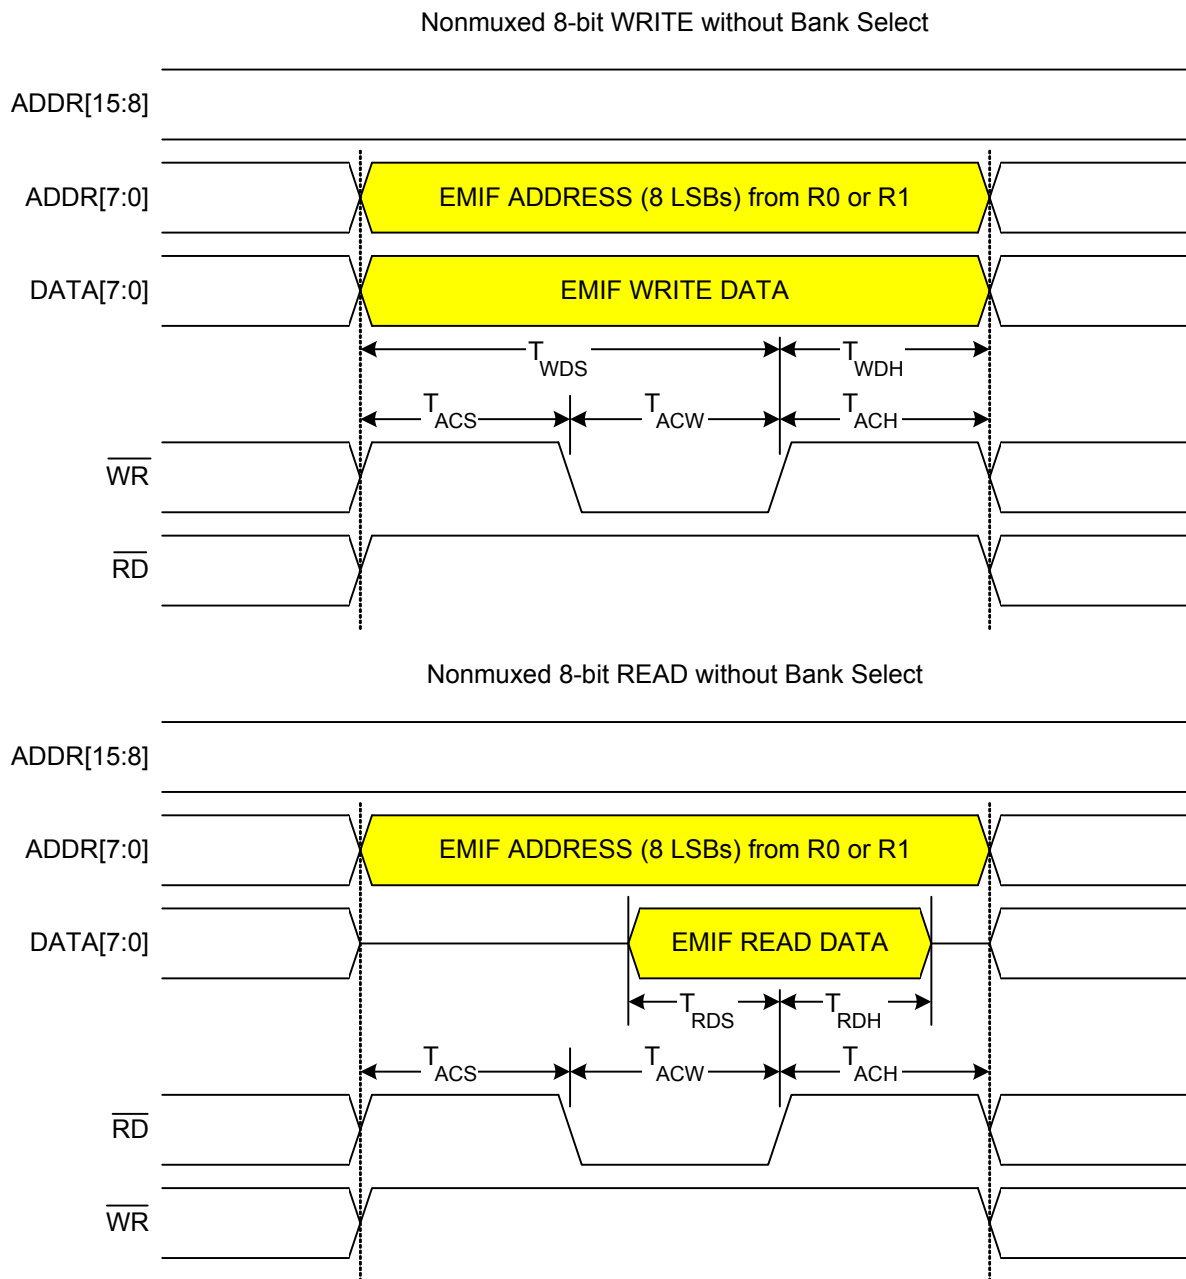 Nonmuxed 8-bit WRITE without Bank Select
ADDR[15:8]
ADDR[7:0]
EMIF ADDRESS (8 LSBs) from R0 or R1
DATA[7:0]
EMIF WRITE DATA
TWDS
TWDH
TACS
TACW
TACH
WR
RD
Nonmuxed 8-bit READ without Bank Select
ADDR[15:8]
ADDR[7:0]
EMIF ADDRESS (8 LSBs) from R0 or R1
DATA[7:0]
EMIF READ DATA
TRDS
TRDH
TACS
TACW
TACH
RD
WR